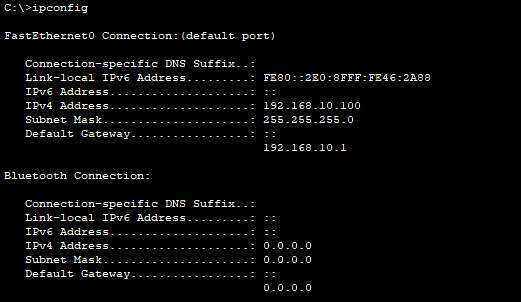 C:\>ipconfig
FastEthernet0 Connection:(default port)
Connection-specific DNS Suffix..:
Link-local IPv6 Address.........: FE80::2E0:8FFF:FE46:2A88
IPv6 Address....................: ::
IPv4 Address....................: 192.168.10.100
Subnet Mask.....................: 255.255.255.0
Default Gateway.................: ::
192.168.10.1
Bluetooth Connection:
Connection-specific DNS Suffix..:
Link-local IPv6 Address.........: ::
IPv6 Address....................: ::
IPv4 Address....................: 0.0.0.0
Subnet Mask.....................: 0.0.0.0
Default Gateway.................: ::
0.0.0.0